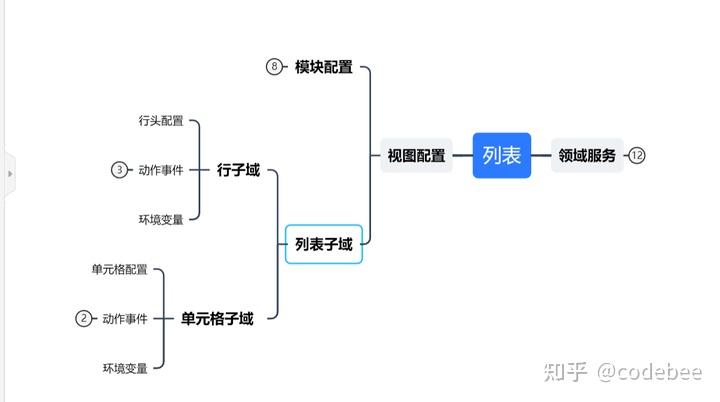 8
模块配置
行头配置
视图配置
列表
领域服务
12
3
动作事件
行子域
环境变量
列表子域
单元格配置
2
动作事件
单元格子域
环境变量
知乎 @codebee